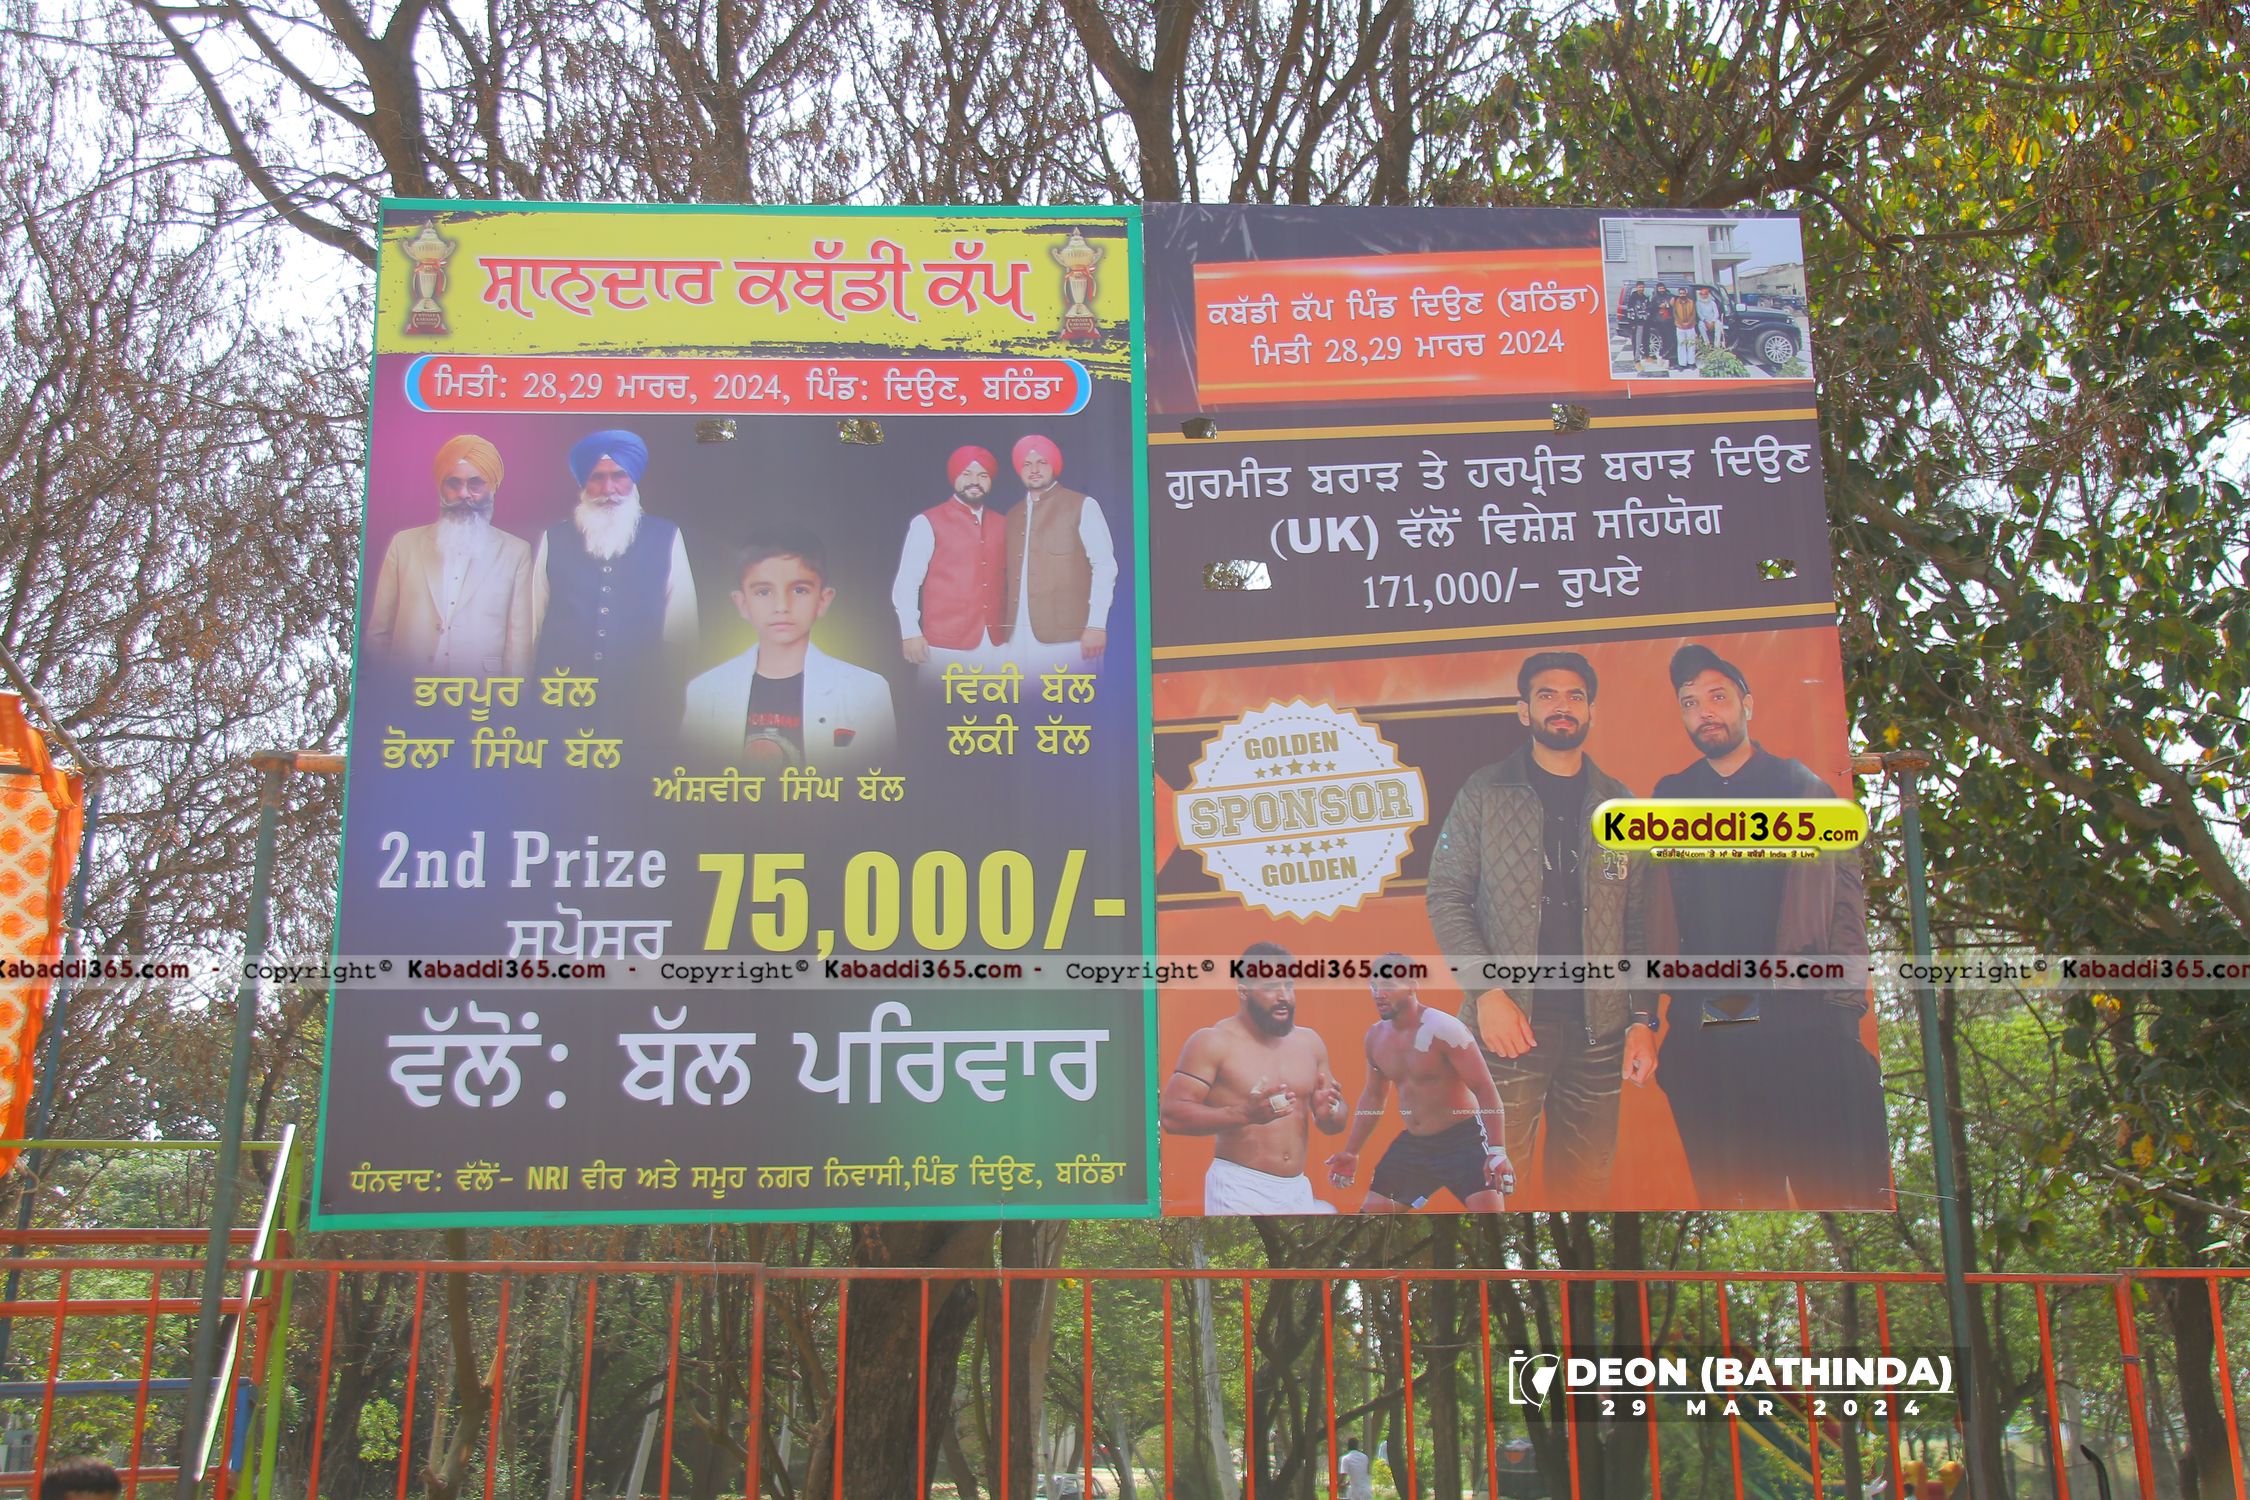 ਸ਼ਾਨਦਾਰ ਕਬੱਡੀ ਕੱਪ
ਮਿਤੀ: 28,29 ਮਾਰਚ, 2024, ਪਿੰਡ: ਦਿਉਣ, ਬਠਿੰਡਾ
ਭਰਪੂਰ ਬੱਲ
ਭੋਲਾ ਸਿੰਘ ਬੱਲ
ਅੰਸ਼ਵੀਰ ਸਿੰਘ ਬੱਲ
ਵਿੱਕੀ ਬੱਲ
ਲੱਕੀ ਬੱਲ
2nd Prize 75,000/-
ਸਪੋਸਰ
ਵੱਲੋਂ: ਬੱਲ ਪਰਿਵਾਰ
ਧੰਨਵਾਦ: ਵੱਲੋਂ- NRI ਵੀਰ ਅਤੇ ਸਮੂਹ ਨਗਰ ਨਿਵਾਸੀ,ਪਿੰਡ ਦਿਉਣ, ਬਠਿੰਡਾ
ਕਬੱਡੀ ਕੱਪ ਪਿੰਡ ਦਿਉਣ (ਬਠਿੰਡਾ)
ਮਿਤੀ 28,29 ਮਾਰਚ 2024
ਗੁਰਮੀਤ ਬਰਾੜ ਤੇ ਹਰਪ੍ਰੀਤ ਬਰਾੜ ਦਿਉਣ
(UK) ਵੱਲੋਂ ਵਿਸ਼ੇਸ਼ ਸਹਿਯੋਗ
171,000/- ਰੁਪਏ
GOLDEN
SPONSOR
GOLDEN
Kabaddi365.com
Kabaddi365.com - Copyright© Kabaddi365.com - Copyright© Kabaddi365.com - Copyright© Kabaddi365.com - Copyright© Kabaddi365.com - Copyright© Kabaddi365.com
DEON (BATHINDA)
29 MAR 2024